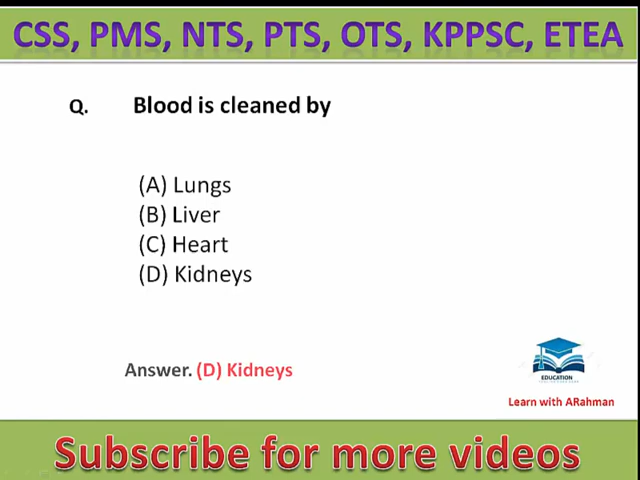 CSS, PMS, NTS, PTS, OTS, KPPSC, ETEA
Q. Blood is cleaned by
(A) Lungs
(B) Liver
(C) Heart
(D) Kidneys
Answer. (D) Kidneys
EDUCATION
Learn with ARahman
Subscribe for more videos